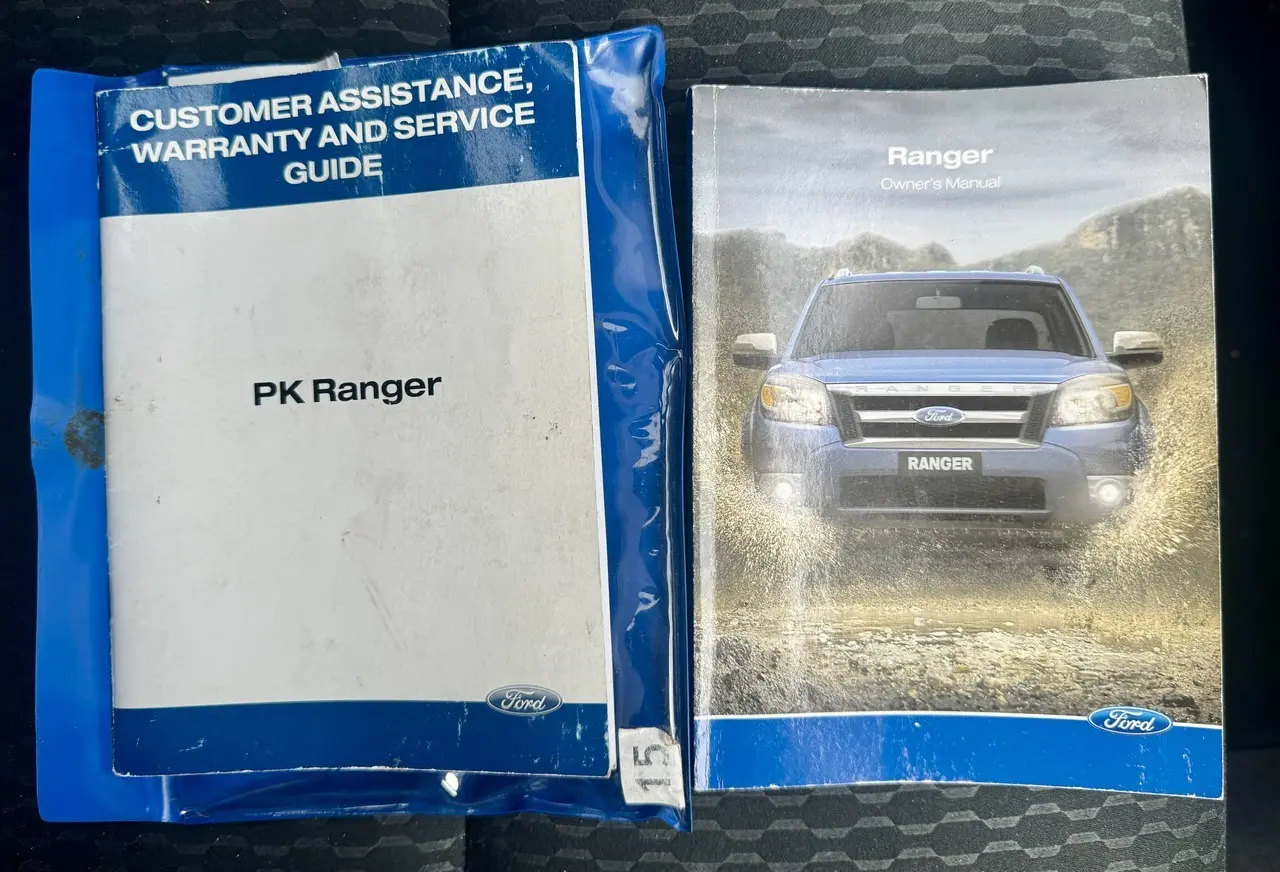 CUSTOMER ASSISTANCE,
WARRANTY AND SERVICE
GUIDE
PK Ranger
Ford
15
Ranger
Owner's Manual
RANGER
Ford
RANGER
Ford